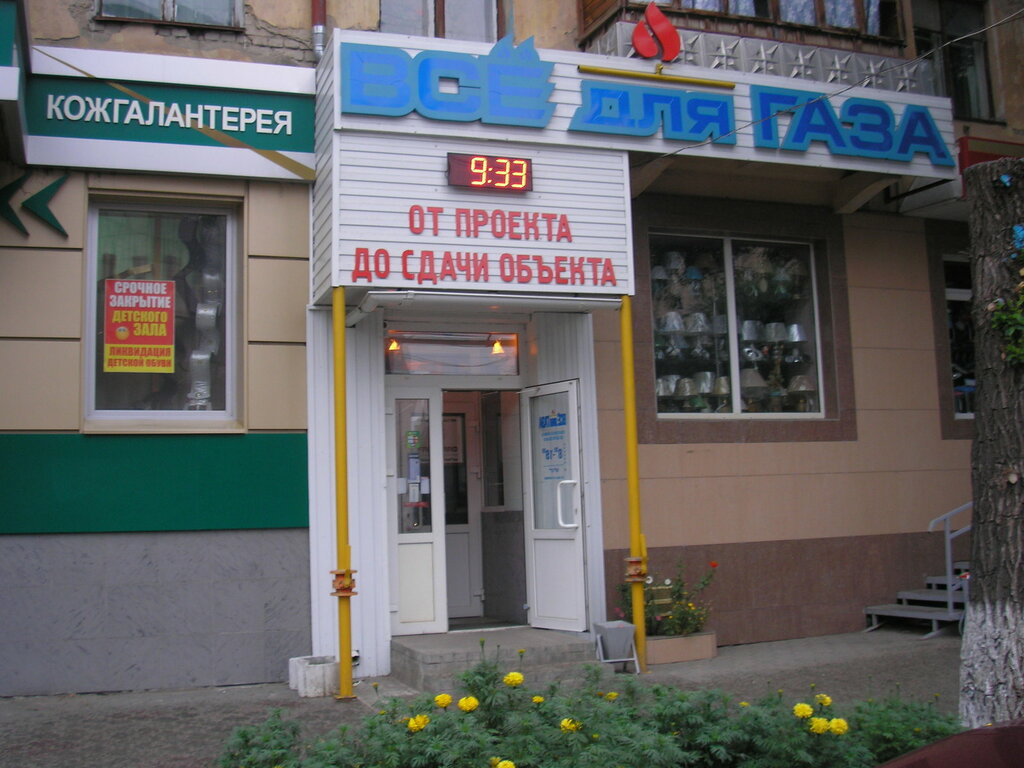 КОЖГАЛАНТЕРЕЯ
ВСЁ ДЛЯ ГАЗА
9:33
ОТ ПРОЕКТА
ДО СДАЧИ ОБЪЕКТА
СРОЧНОЕ
ЗАКРЫТИЕ
ДЕТСКОГО
ЗАЛА
ЛИКВИДАЦИЯ
ДЕТСКОЙ ОБУВИ